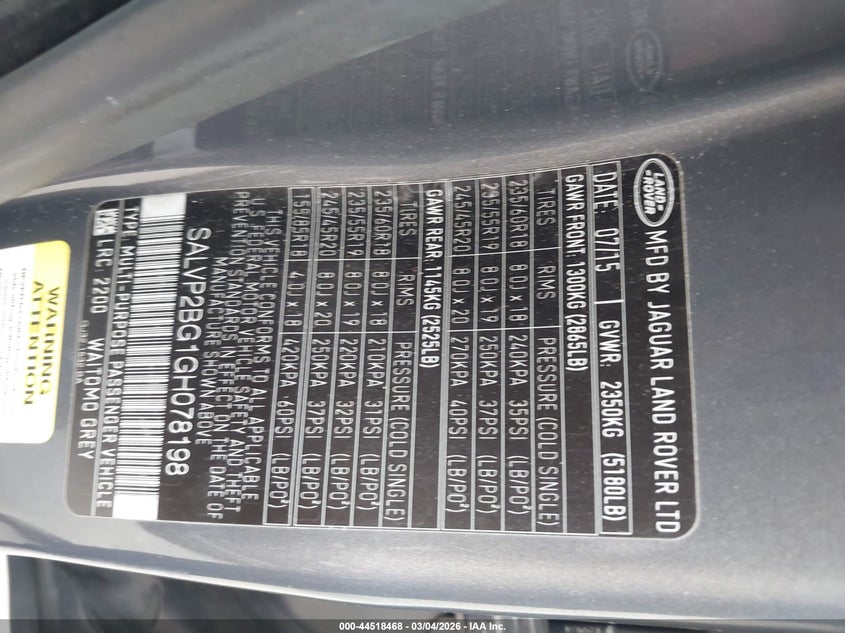 LAND ROVER
MFD BY JAGUAR LAND ROVER LTD
DATE: 07/15 GVWR: 2350KG (5180LB)
GAWR FRONT: 1300KG (2865LB)
TIRES RIMS PRESSURE (COLD SINGLE)
235/60R18 8.0J x 18 240KPA 35PSI (LB/PO²)
235/55R19 8.0J x 19 250KPA 37PSI (LB/PO²)
245/45R20 8.0J x 20 270KPA 40PSI (LB/PO²)
GAWR REAR: 1145KG (2525LB)
TIRES RIMS PRESSURE (COLD SINGLE)
235/60R18 8.0J x 18 210KPA 31PSI (LB/PO²)
235/55R19 8.0J x 19 220KPA 32PSI (LB/PO²)
245/45R20 8.0J x 20 250KPA 37PSI (LB/PO²)
155/85R18 4.0J x 18 420KPA 60PSI (LB/PO²)
THIS VEHICLE CONFORMS TO ALL APPLICABLE
U.S. FEDERAL MOTOR VEHICLE SAFETY AND THEFT
PREVENTION STANDARDS IN EFFECT ON THE DATE OF
MANUFACTURE SHOWN ABOVE
SALVP2BG1GH078198
TYPE: MULTI-PURPOSE PASSENGER VEHICLE
LRC 2200 WAITOMO GREY
WARNING
ATTENTION
000-44518468 - 03/04/2026 - IAA Inc.